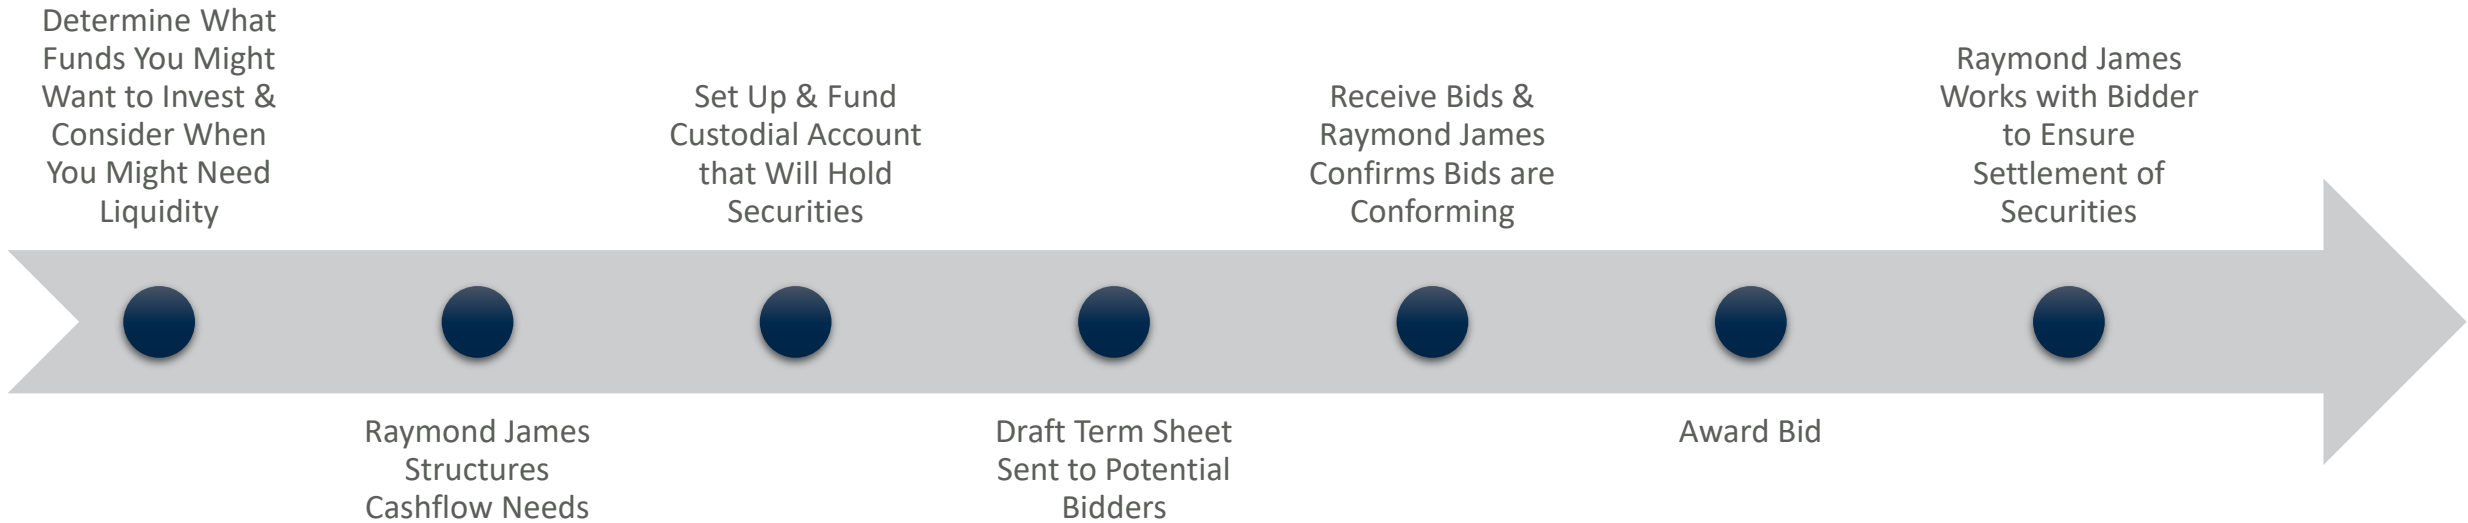 Determine What
Funds You Might
Want to Invest &
Consider When
You Might Need
Liquidity
Raymond James
Structures
Cashflow Needs
Set Up & Fund
Custodial Account
that Will Hold
Securities
Draft Term Sheet
Sent to Potential
Bidders
Receive Bids &
Raymond James
Confirms Bids are
Conforming
Award Bid
Raymond James
Works with Bidder
to Ensure
Settlement of
Securities